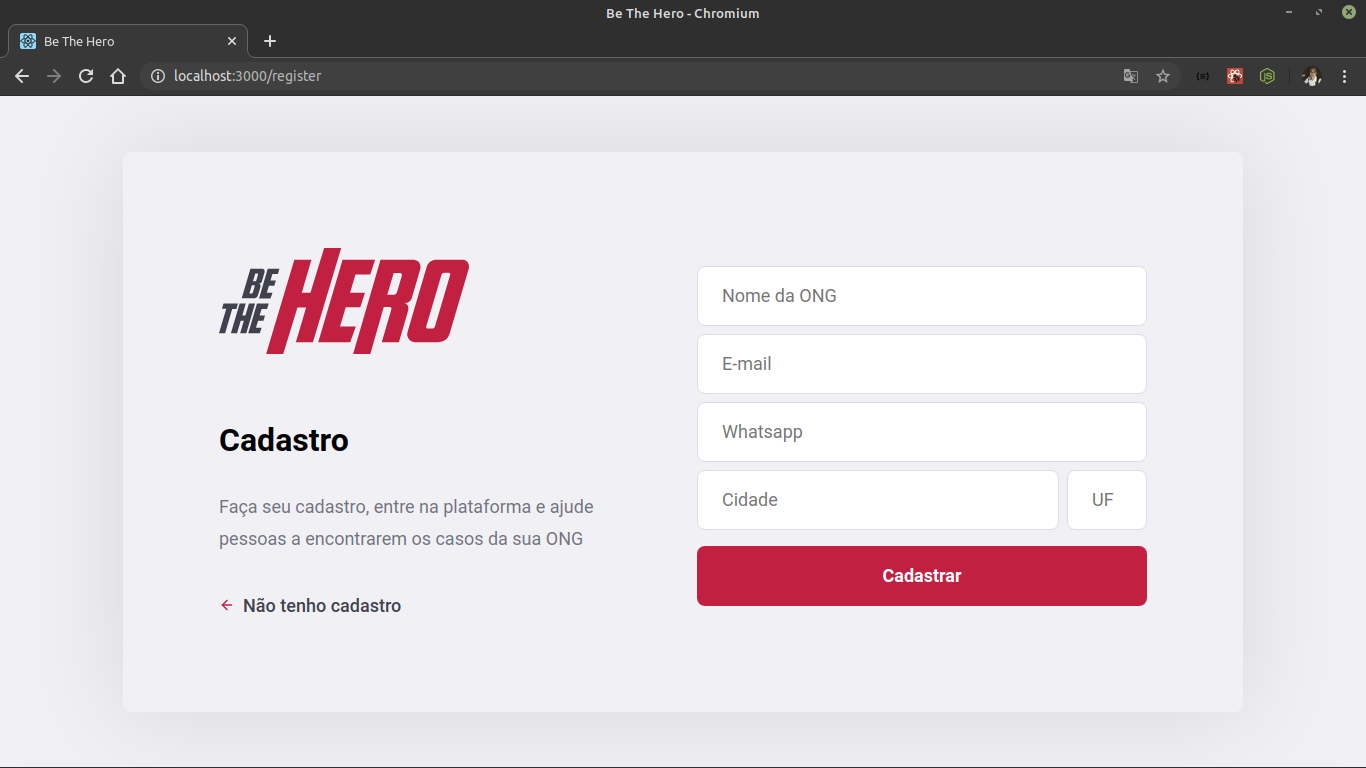 Be The Hero - Chromium
Be The Hero
localhost:3000/register
BE
THE
HERO
Cadastro
Faça seu cadastro, entre na plataforma e ajude
pessoas a encontrarem os casos da sua ONG
Não tenho cadastro
Nome da ONG
E-mail
Whatsapp
Cidade
UF
Cadastrar